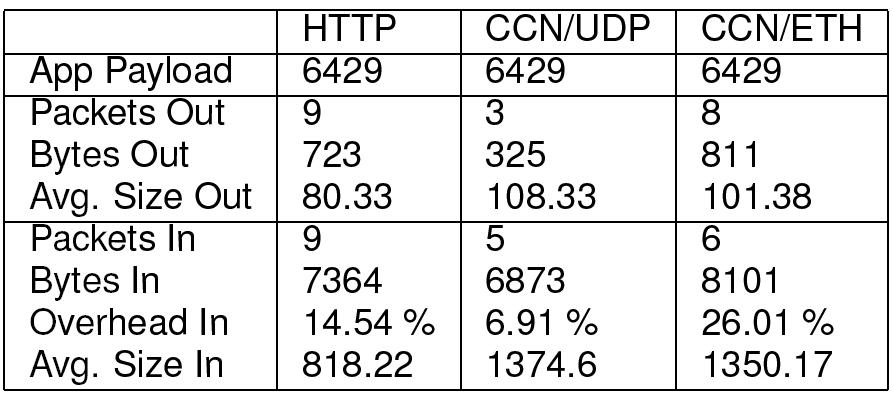 HTTP CCN/UDP CCN/ETH
App Payload 6429 6429 6429
Packets Out 9 3 8
Bytes Out 723 325 811
Avg. Size Out 80.33 108.33 101.38
Packets In 9 5 6
Bytes In 7364 6873 8101
Overhead In 14.54 % 6.91 % 26.01 %
Avg. Size In 818.22 1374.6 1350.17